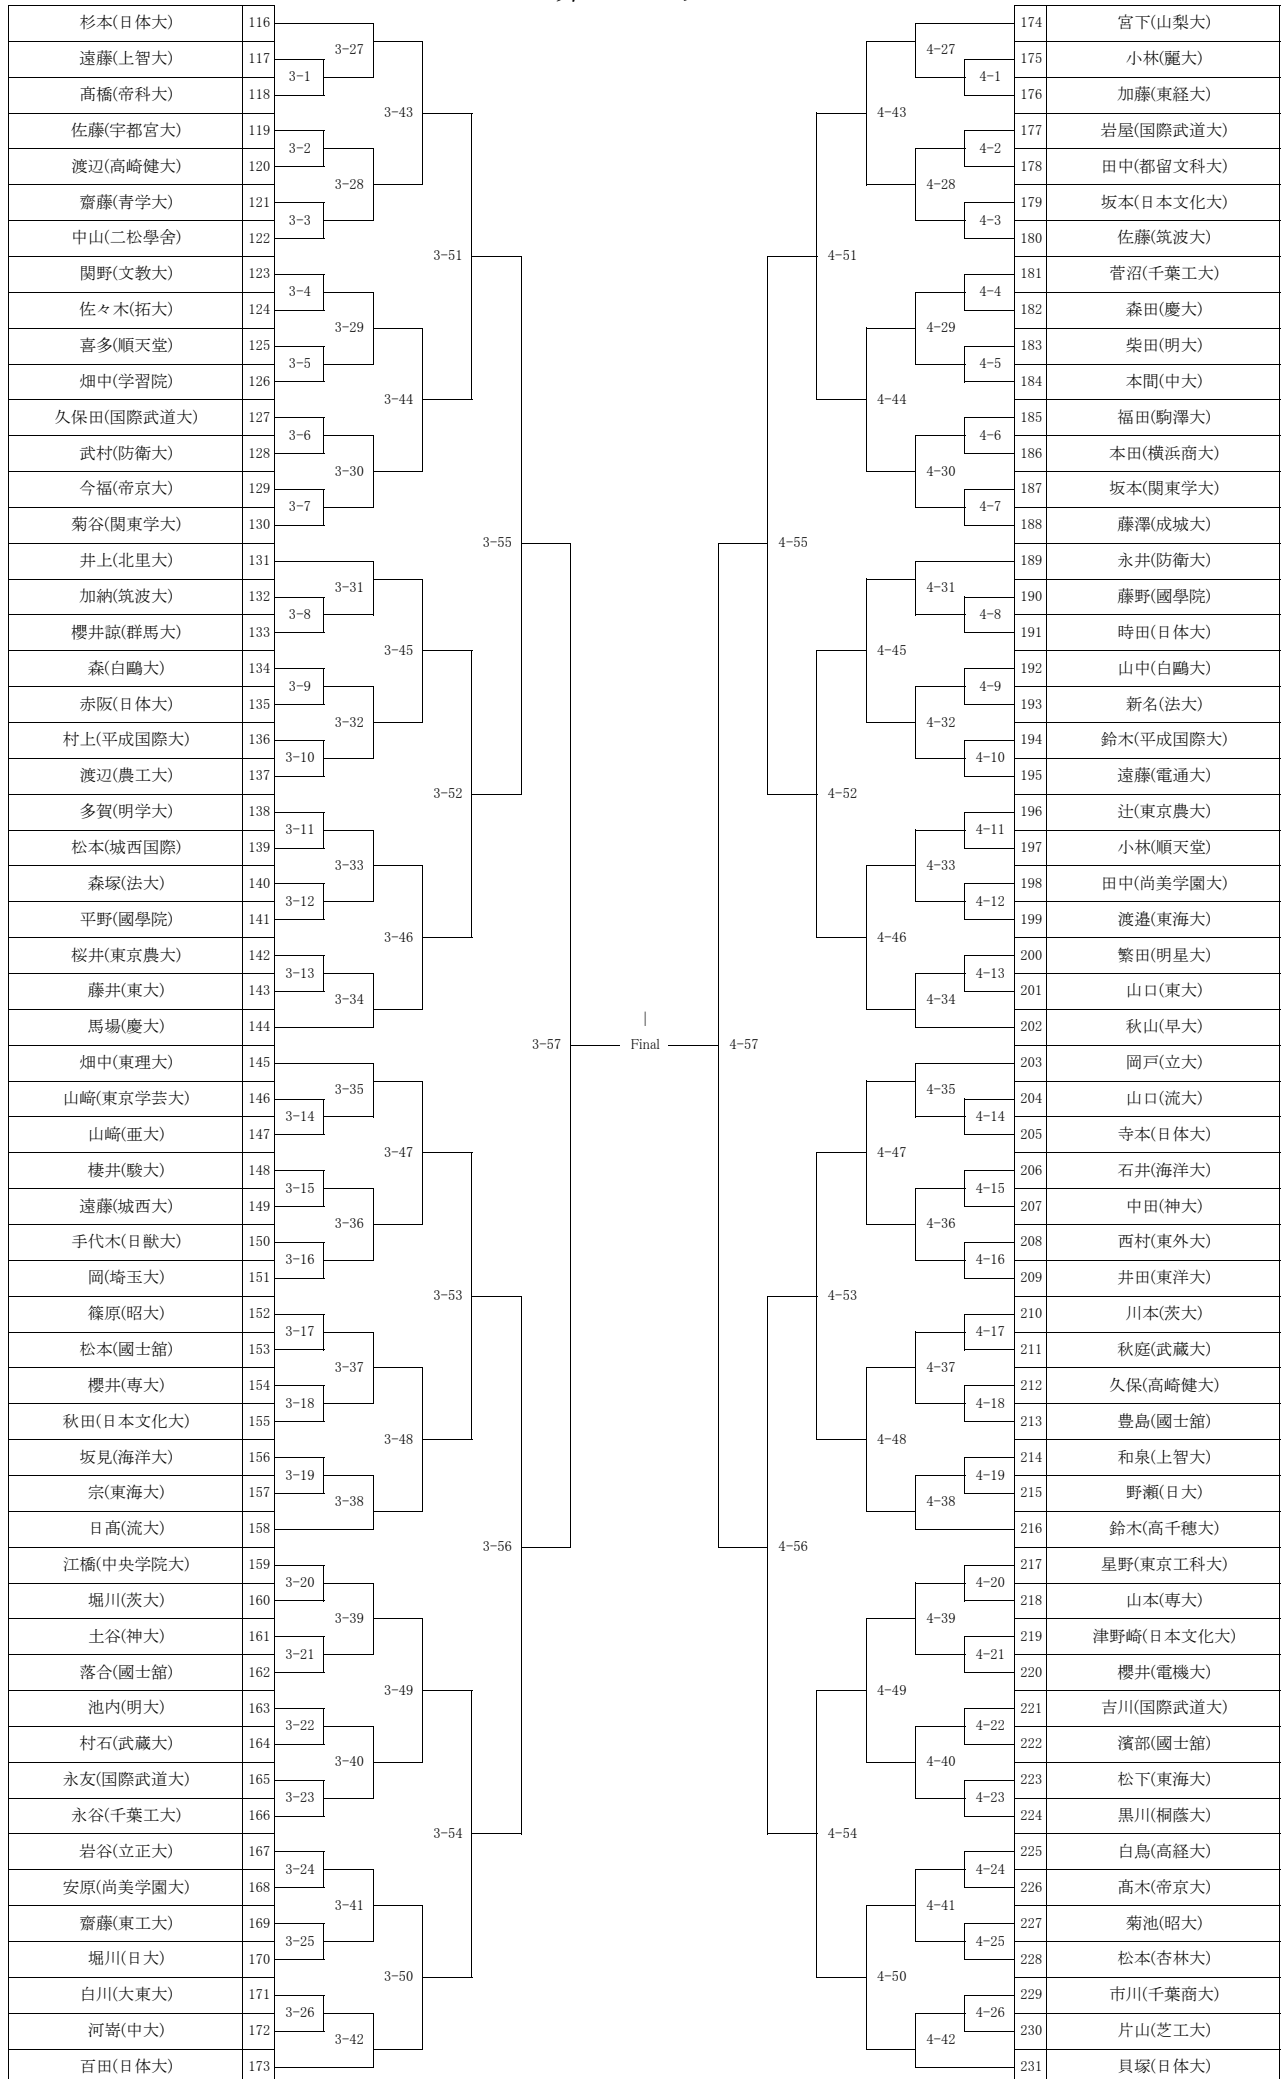 杉本(日体大) 116
遠藤(上智大) 117
髙橋(帝科大) 118
佐藤(宇都宮大) 119
渡辺(高崎健大) 120
齋藤(青学大) 121
中山(二松學舍) 122
関野(文教大) 123
佐々木(拓大) 124
喜多(順天堂) 125
畑中(学習院) 126
久保田(国際武道大) 127
武村(防衛大) 128
今福(帝京大) 129
菊谷(関東学大) 130
井上(北里大) 131
加納(筑波大) 132
櫻井諒(群馬大) 133
森(白鷗大) 134
赤阪(日体大) 135
村上(平成国際大) 136
渡辺(農工大) 137
多賀(明学大) 138
松本(城西国際) 139
森塚(法大) 140
平野(國學院) 141
桜井(東京農大) 142
藤井(東大) 143
馬場(慶大) 144
畑中(東理大) 145
山﨑(東京学芸大) 146
山﨑(亜大) 147
棲井(駿大) 148
遠藤(城西大) 149
手代木(日獣大) 150
岡(埼玉大) 151
篠原(昭大) 152
松本(國士舘) 153
櫻井(専大) 154
秋田(日本文化大) 155
坂見(海洋大) 156
宗(東海大) 157
日髙(流大) 158
江橋(中央学院大) 159
堀川(茨大) 160
土谷(神大) 161
落合(國士舘) 162
池内(明大) 163
村石(武蔵大) 164
永友(国際武道大) 165
永谷(千葉工大) 166
岩谷(立正大) 167
安原(尚美学園大) 168
齋藤(東工大) 169
堀川(日大) 170
白川(大東大) 171
河嵜(中大) 172
百田(日体大) 173
3-1
3-2
3-3
3-4
3-5
3-6
3-7
3-8
3-9
3-10
3-11
3-12
3-13
3-14
3-15
3-16
3-17
3-18
3-19
3-20
3-21
3-22
3-23
3-24
3-25
3-26
3-27
3-28
3-29
3-30
3-31
3-32
3-33
3-34
3-35
3-36
3-37
3-38
3-39
3-40
3-41
3-42
3-43
3-44
3-45
3-46
3-47
3-48
3-49
3-50
3-51
3-52
3-53
3-54
3-55
3-56
3-57
Final
4-57
4-55
4-56
4-51
4-52
4-53
4-54
4-43
4-44
4-45
4-46
4-47
4-48
4-49
4-50
4-27
4-28
4-29
4-30
4-31
4-32
4-33
4-34
4-35
4-36
4-37
4-38
4-39
4-40
4-41
4-42
4-1
4-2
4-3
4-4
4-5
4-6
4-7
4-8
4-9
4-10
4-11
4-12
4-13
4-14
4-15
4-16
4-17
4-18
4-19
4-20
4-21
4-22
4-23
4-24
4-25
4-26
174 宮下(山梨大)
175 小林(麗大)
176 加藤(東経大)
177 岩屋(国際武道大)
178 田中(都留文科大)
179 坂本(日本文化大)
180 佐藤(筑波大)
181 菅沼(千葉工大)
182 森田(慶大)
183 柴田(明大)
184 本間(中大)
185 福田(駒澤大)
186 本田(横浜商大)
187 坂本(関東学大)
188 藤澤(成城大)
189 永井(防衛大)
190 藤野(國學院)
191 時田(日体大)
192 山中(白鷗大)
193 新名(法大)
194 鈴木(平成国際大)
195 遠藤(電通大)
196 辻(東京農大)
197 小林(順天堂)
198 田中(尚美学園大)
199 渡邉(東海大)
200 繁田(明星大)
201 山口(東大)
202 秋山(早大)
203 岡戸(立大)
204 山口(流大)
205 寺本(日体大)
206 石井(海洋大)
207 中田(神大)
208 西村(東外大)
209 井田(東洋大)
210 川本(茨大)
211 秋庭(武蔵大)
212 久保(高崎健大)
213 豊島(國士舘)
214 和泉(上智大)
215 野瀬(日大)
216 鈴木(高千穂大)
217 星野(東京工科大)
218 山本(専大)
219 津野崎(日本文化大)
220 櫻井(電機大)
221 吉川(国際武道大)
222 濱部(國士舘)
223 松下(東海大)
224 黒川(桐蔭大)
225 白鳥(高経大)
226 髙木(帝京大)
227 菊池(昭大)
228 松本(杏林大)
229 市川(千葉商大)
230 片山(芝工大)
231 貝塚(日体大)